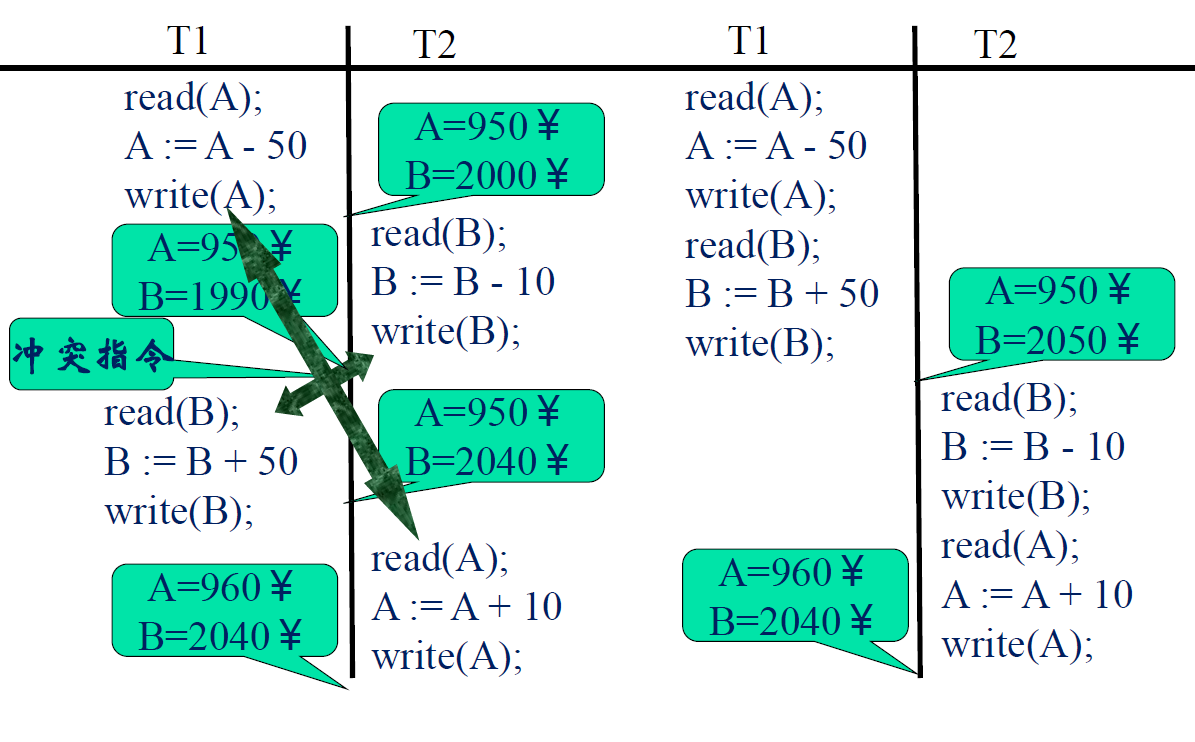 T1
T2
read(A);
A := A - 50
write(A);
A=950￥
B=2000￥
read(B);
B := B - 10
write(B);
A=950￥
B=1990￥
冲突指令
read(B);
B := B + 50
write(B);
A=950￥
B=2040￥
read(A);
A := A + 10
write(A);
A=960￥
B=2040￥
T1
T2
read(A);
A := A - 50
write(A);
read(B);
B := B + 50
write(B);
A=950￥
B=2050￥
read(B);
B := B - 10
write(B);
read(A);
A := A + 10
write(A);
A=960￥
B=2040￥